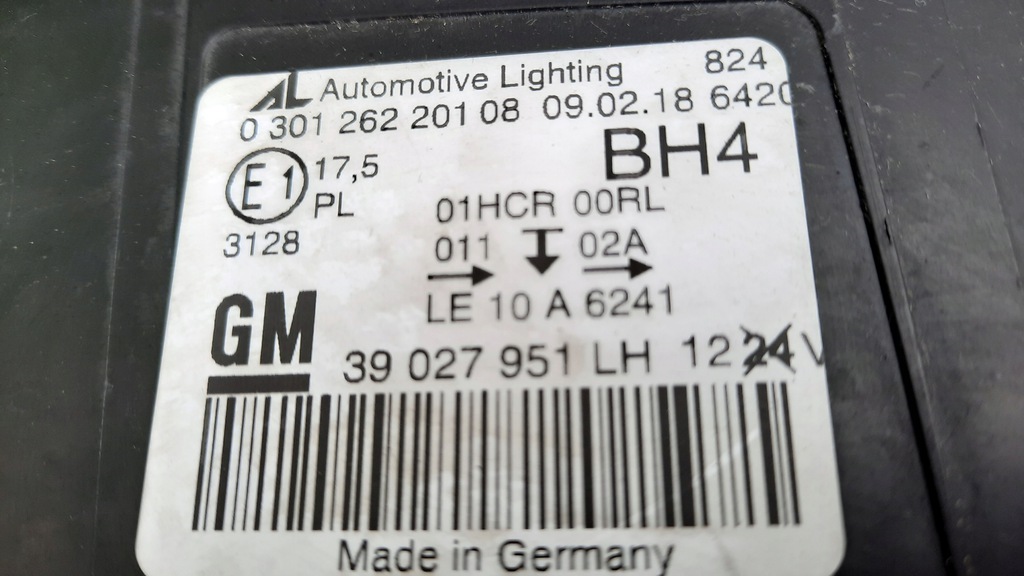 AL Automotive Lighting 824
0 301 262 201 08 09.02.18 6420
BH4
E1 17,5
PL
3128
01HCR 00RL
011 02A
LE 10 A 6241
GM
39 027 951 LH 12 24 V
Made in Germany